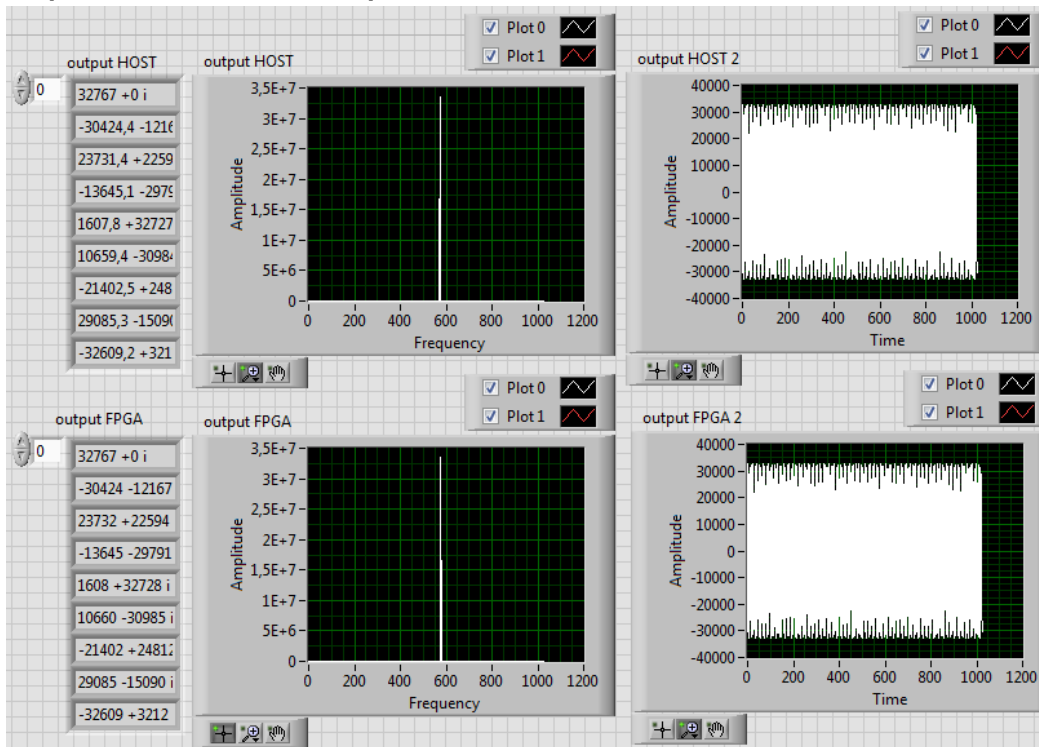 Plot 0
Plot 1
output HOST
0
32767 +0 i
-30424,4 -1216
23731,4 +2259
-13645,1 -2979
1607,8 +32727
10659,4 -30984
-21402,5 +248
29085,3 -15090
-32609,2 +321
output HOST
3,5E+7
3E+7
2,5E+7
2E+7
1,5E+7
1E+7
5E+6
0
Amplitude
0 200 400 600 800 1000 1200
Frequency
Plot 0
Plot 1
output HOST 2
40000
30000
20000
10000
0
-10000
-20000
-30000
-40000
Amplitude
0 200 400 600 800 1000 1200
Time
Plot 0
Plot 1
output FPGA
0
32767 +0 i
-30424 -12167
23732 +22594
-13645 -29791
1608 +32728 i
10660 -30985 i
-21402 +24812
29085 -15090 i
-32609 +3212
output FPGA
3,5E+7
3E+7
2,5E+7
2E+7
1,5E+7
1E+7
5E+6
0
Amplitude
0 200 400 600 800 1000 1200
Frequency
Plot 0
Plot 1
output FPGA 2
40000
30000
20000
10000
0
-10000
-20000
-30000
-40000
Amplitude
0 200 400 600 800 1000 1200
Time